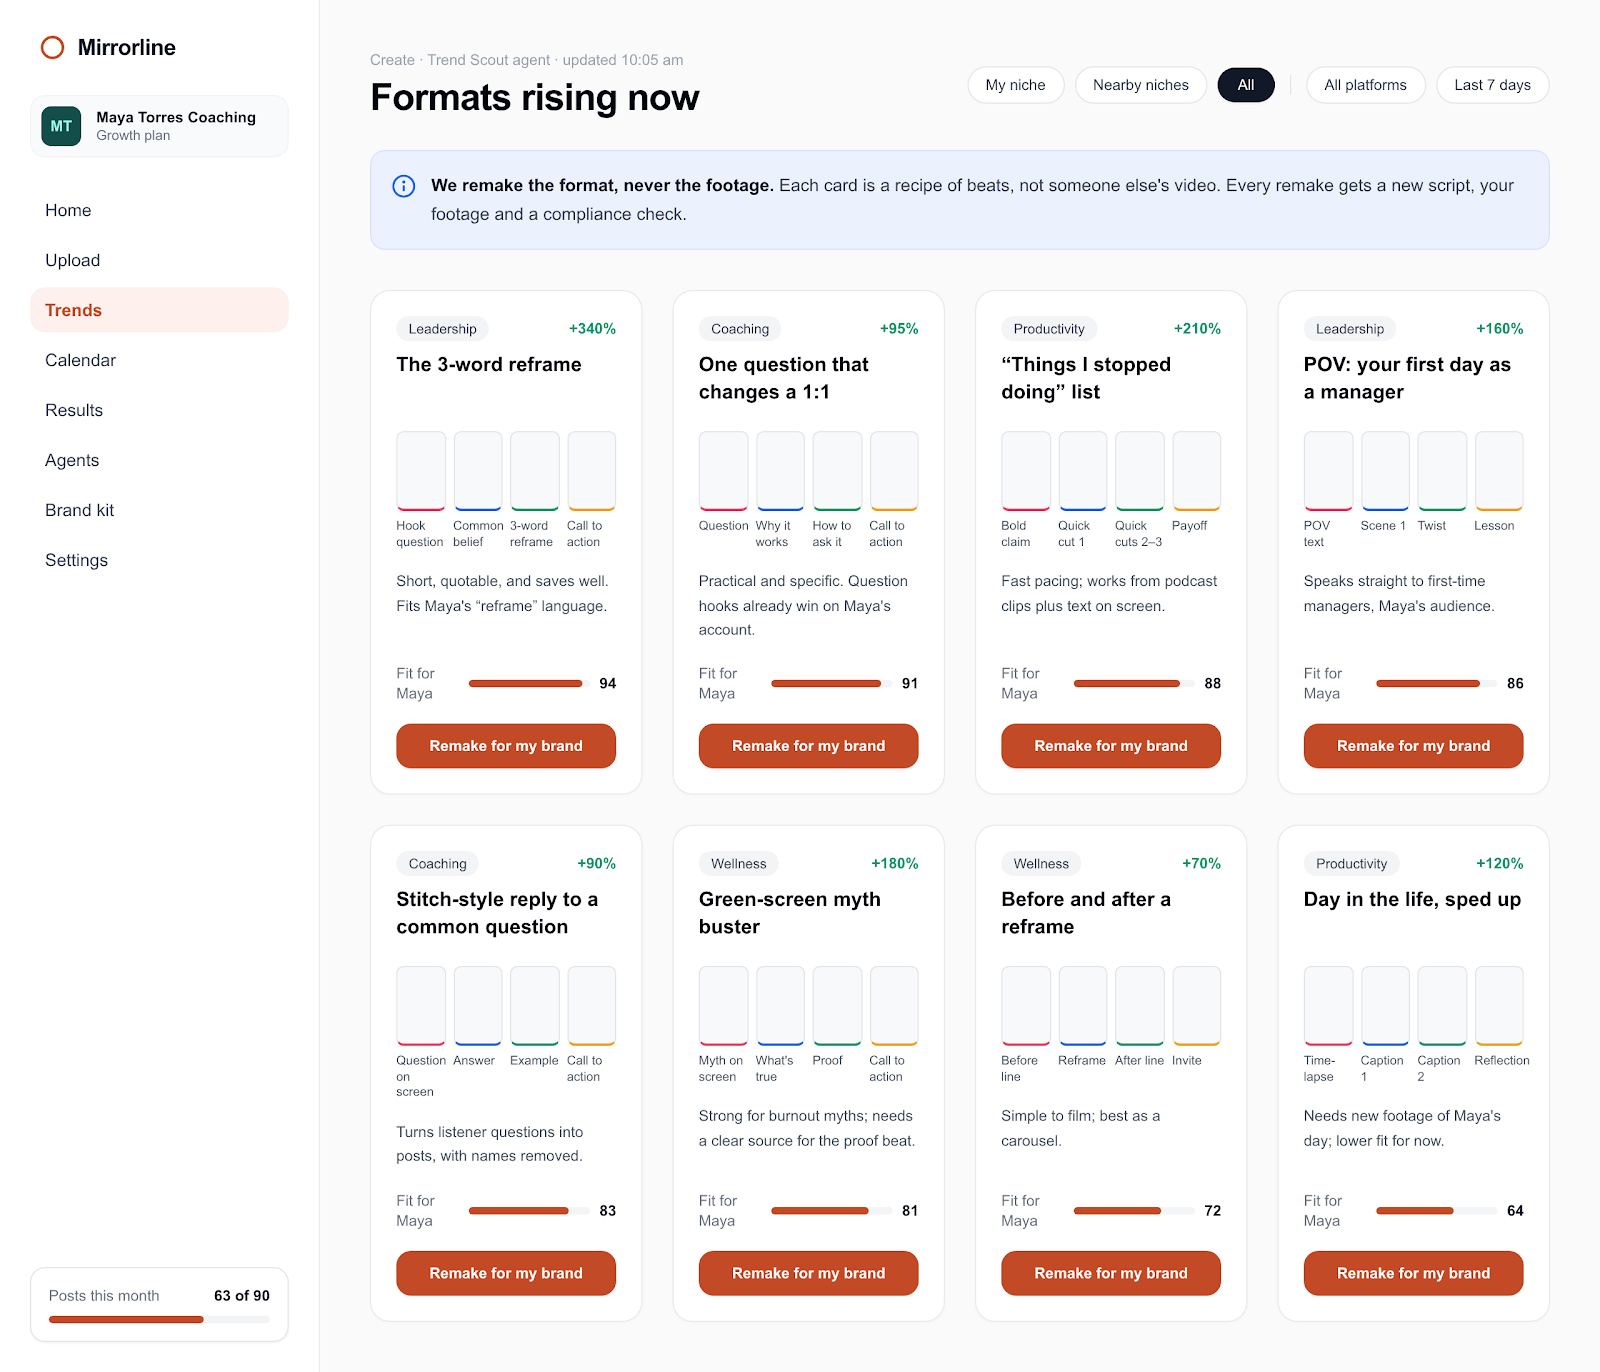 Mirrorline
MT
Maya Torres Coaching
Growth plan
Home
Upload
Trends
Calendar
Results
Agents
Brand kit
Settings
Posts this month
63 of 90
Create · Trend Scout agent · updated 10:05 am
Formats rising now
My niche
Nearby niches
All
All platforms
Last 7 days
We remake the format, never the footage. Each card is a recipe of beats, not someone else's video. Every remake gets a new script, your
footage and a compliance check.
Leadership
+340%
The 3-word reframe
Hook
question
Common
belief
3-word
reframe
Call to
action
Short, quotable, and saves well.
Fits Maya's “reframe” language.
Fit for
Maya
94
Remake for my brand
Coaching
+95%
One question that
changes a 1:1
Question
Why it
works
How to
ask it
Call to
action
Practical and specific. Question
hooks already win on Maya's
account.
Fit for
Maya
91
Remake for my brand
Productivity
+210%
“Things I stopped
doing” list
Bold
claim
Quick
cut 1
Quick
cuts 2–3
Payoff
Fast pacing; works from podcast
clips plus text on screen.
Fit for
Maya
88
Remake for my brand
Leadership
+160%
POV: your first day as
a manager
POV
text
Scene 1
Twist
Lesson
Speaks straight to first-time
managers, Maya's audience.
Fit for
Maya
86
Remake for my brand
Coaching
+90%
Stitch-style reply to a
common question
Question
on
screen
Answer
Example
Call to
action
Turns listener questions into
posts, with names removed.
Fit for
Maya
83
Remake for my brand
Wellness
+180%
Green-screen myth
buster
Myth on
screen
What's
true
Proof
Call to
action
Strong for burnout myths; needs
a clear source for the proof beat.
Fit for
Maya
81
Remake for my brand
Wellness
+70%
Before and after a
reframe
Before
line
Reframe
After line
Invite
Simple to film; best as a
carousel.
Fit for
Maya
72
Remake for my brand
Productivity
+120%
Day in the life, sped up
Time-
lapse
Caption
1
Caption
2
Reflection
Needs new footage of Maya's
day; lower fit for now.
Fit for
Maya
64
Remake for my brand